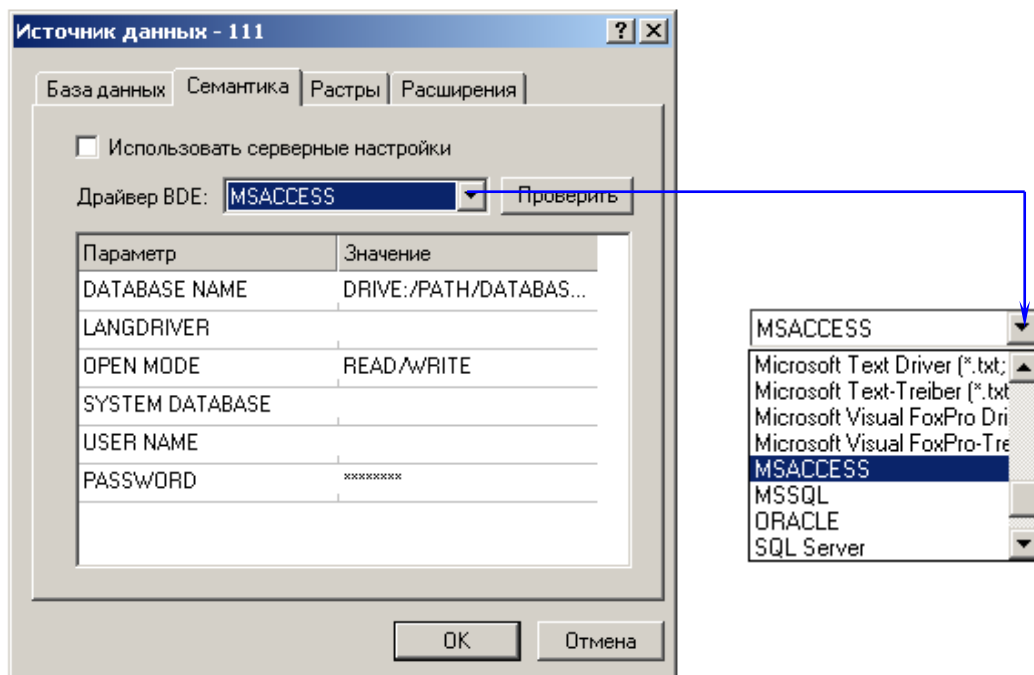 Источник данных - 111
База данных Семантика Растры Расширения
Использовать серверные настройки
Драйвер BDE: MSACCESS Проверить
Параметр Значение
DATABASE NAME DRIVE:/PATH/DATABAS...
LANGDRIVER
OPEN MODE READ/WRITE
SYSTEM DATABASE
USER NAME
PASSWORD ********
OK Отмена
MSACCESS
Microsoft Text Driver (*.txt;
Microsoft Text-Treiber (*.txt
Microsoft Visual FoxPro Dri
Microsoft Visual FoxPro-Tre
MSACCESS
MSSQL
ORACLE
SQL Server